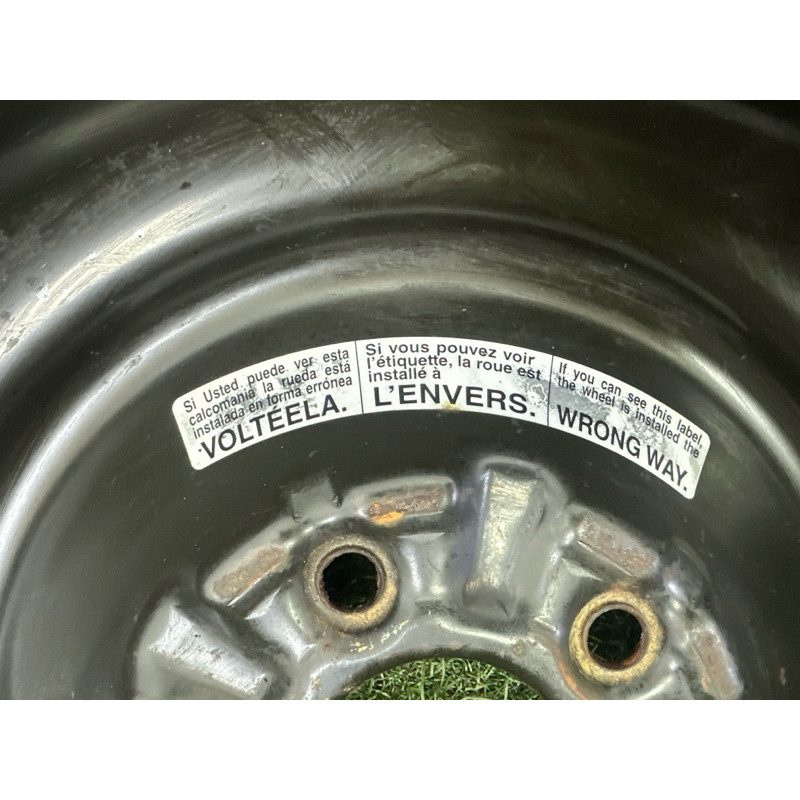 Si Usted puede ver esta
calcomanía la rueda está
instalada en forma errónea
VOLTÉELA.
Si vous pouvez voir
l'étiquette, la roue est
installé à
L'ENVERS.
If you can see this label,
the wheel is installed the
WRONG WAY.